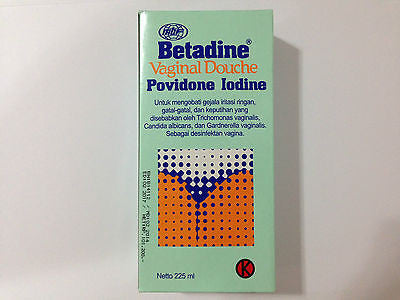 Betadine®
Vaginal Douche
Povidone Iodine
Untuk mengobati gejala iritasi ringan,
gatal-gatal, dan keputihan yang
disebabkan oleh Trichomonas vaginalis,
Candida albicans, dan Gardnerella vaginalis.
Sebagai desinfektan vagina.
Netto 225 ml
K